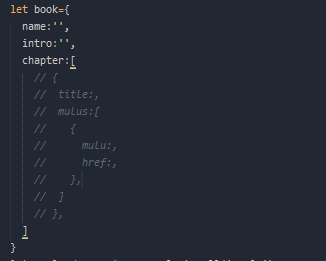 let book={
name:'',
intro:'',
chapter:[
// {
// title:,
// mulus:[
// {
// mulu:,
// href:,
// },
// ]
// },
]
}